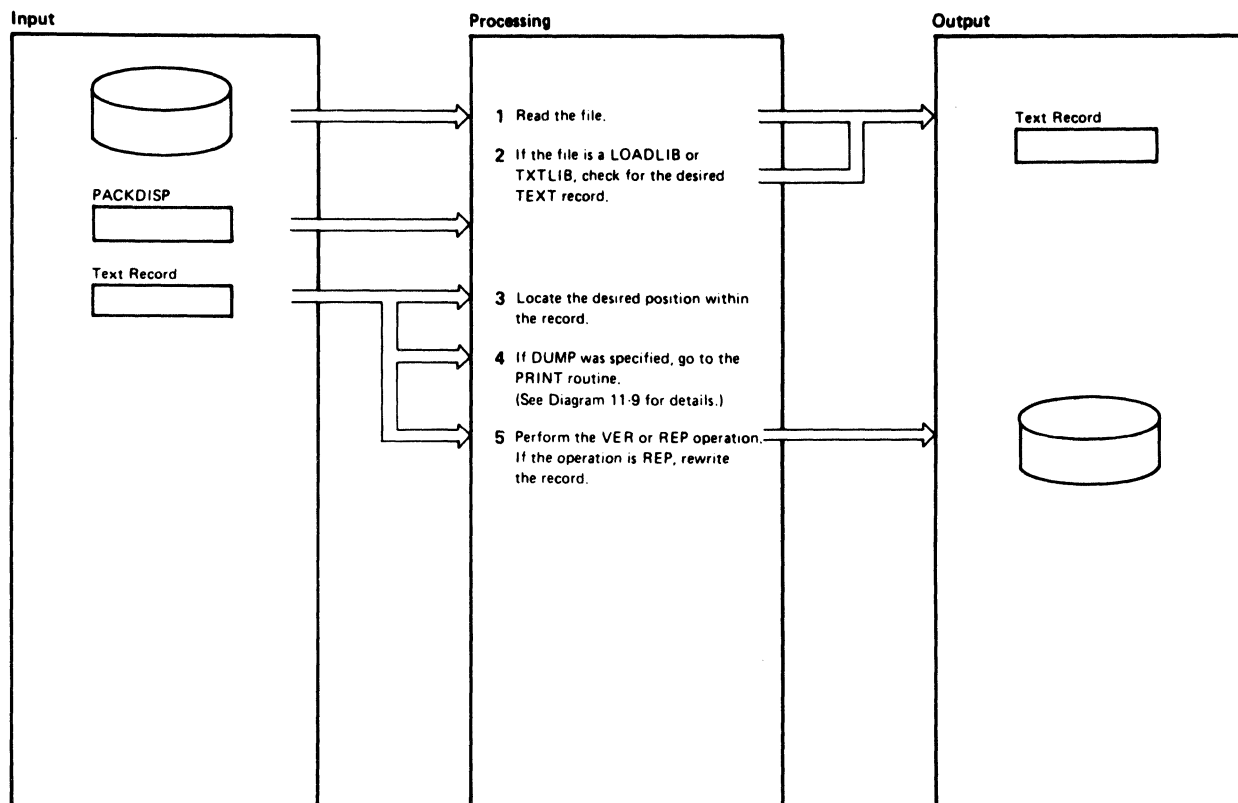 Input
Processing
Output
PACKDISP
Text Record
1 Read the file.
2 If the file is a LOADLIB or
TXTLIB, check for the desired
TEXT record.
3 Locate the desired position within
the record.
4 If DUMP was specified, go to the
PRINT routine.
(See Diagram 11-9 for details.)
5 Perform the VER or REP operation.
If the operation is REP, rewrite
the record.
Text Record